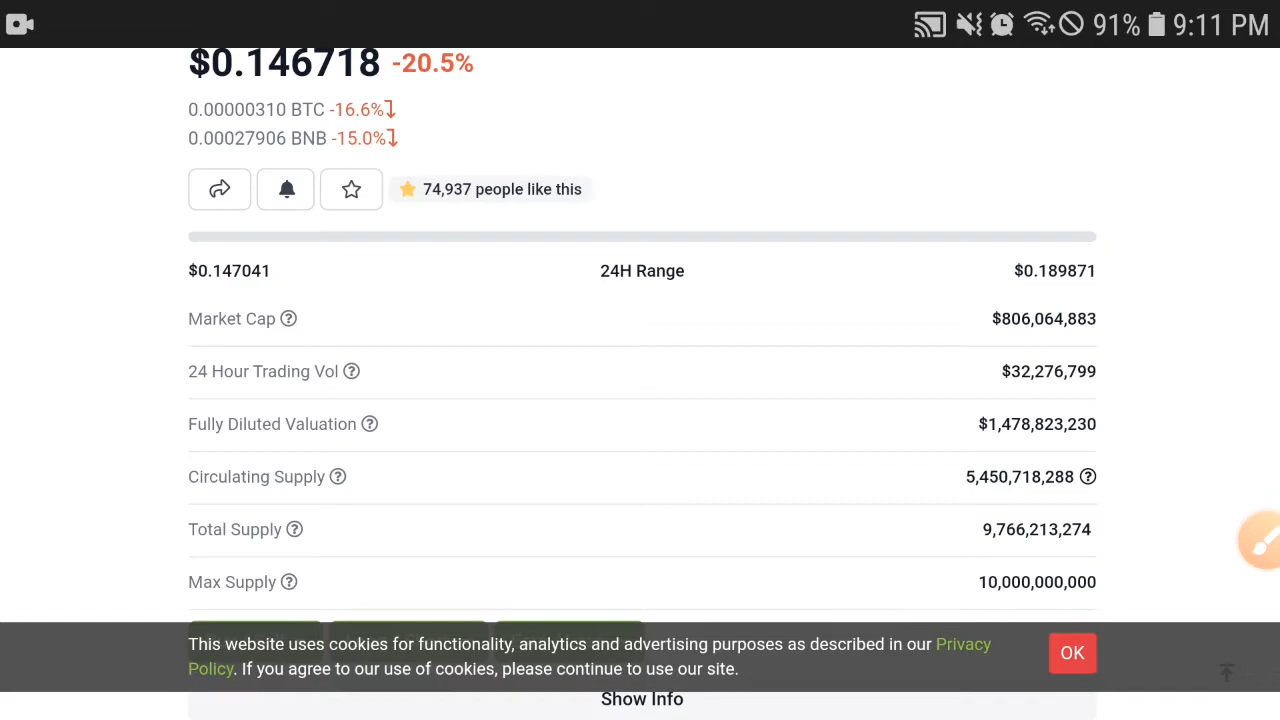 91% 9:11 PM
$0.146718 -20.5%
0.00000310 BTC -16.6%
0.00027906 BNB -15.0%
74,937 people like this
$0.147041 24H Range $0.189871
Market Cap $806,064,883
24 Hour Trading Vol $32,276,799
Fully Diluted Valuation $1,478,823,230
Circulating Supply 5,450,718,288
Total Supply 9,766,213,274
Max Supply 10,000,000,000
This website uses cookies for functionality, analytics and advertising purposes as described in our Privacy
Policy. If you agree to our use of cookies, please continue to use our site.
OK
Show Info